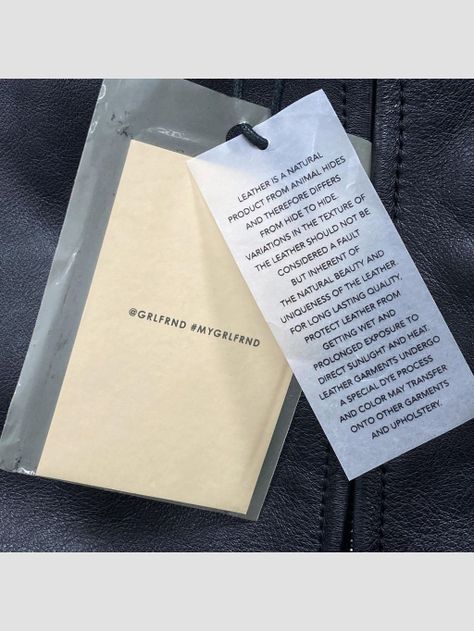 @GRLFRND #MYGRLFRND
LEATHER IS A NATURAL
PRODUCT FROM ANIMAL HIDES
AND THEREFORE DIFFERS
FROM HIDE TO HIDE.
VARIATIONS IN THE TEXTURE OF
THE LEATHER SHOULD NOT BE
CONSIDERED A FAULT
BUT INHERENT OF
THE NATURAL BEAUTY AND
UNIQUENESS OF THE LEATHER.
FOR LONG LASTING QUALITY,
PROTECT LEATHER FROM
GETTING WET AND
PROLONGED EXPOSURE TO
DIRECT SUNLIGHT AND HEAT.
LEATHER GARMENTS UNDERGO
A SPECIAL DYE PROCESS
AND COLOR MAY TRANSFER
ONTO OTHER GARMENTS
AND UPHOLSTERY.